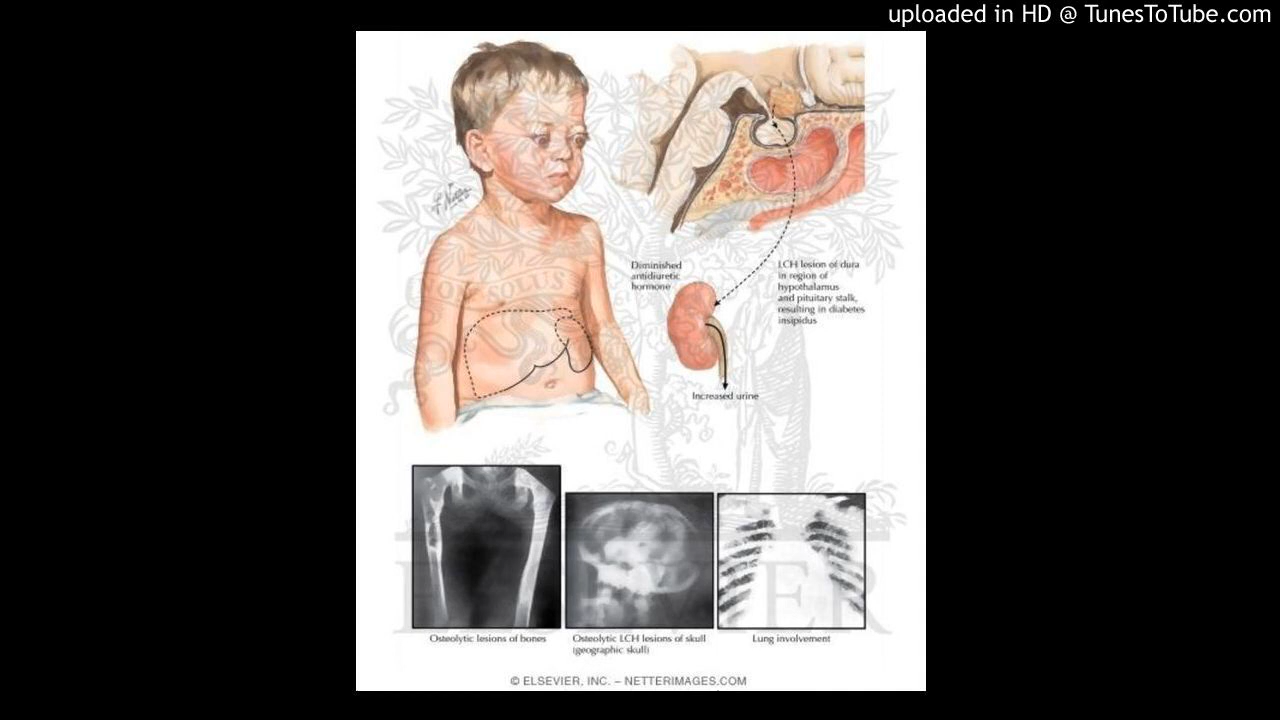 uploaded in HD @ TunesToTube.com
Diminished
antidiuretic
hormone
LCH lesion of dura
in region of
hypothalamus
and pituitary stalk,
resulting in diabetes
insipidus
Increased urine
Osteolytic lesions of bones
Osteolytic LCH lesions of skull
(geographic skull)
Lung involvement
SOLUS
ELSEVIER
© ELSEVIER, INC. – NETTERIMAGES.COM